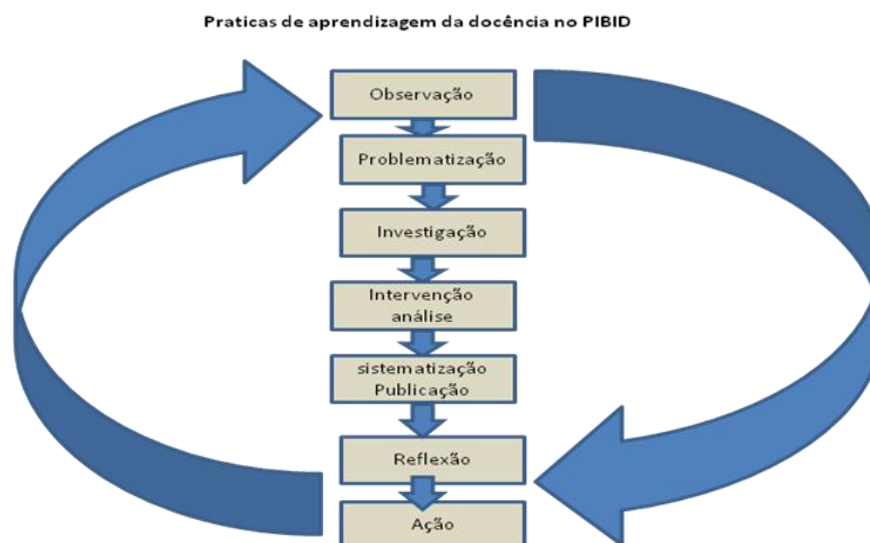 Praticas de aprendizagem da docência no PIBID
Observação
Problematização
Investigação
Intervenção
análise
sistematização
Publicação
Reflexão
Ação